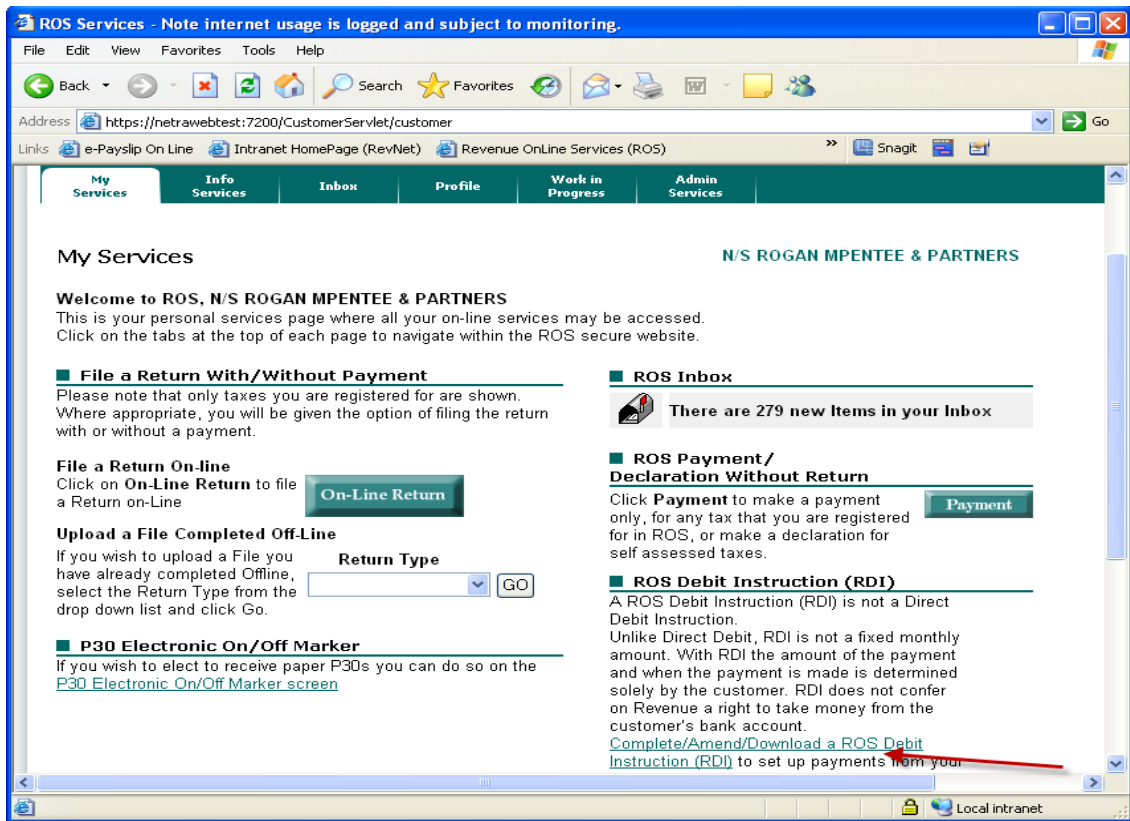 ROS Services - Note internet usage is logged and subject to monitoring.
File Edit View Favorites Tools Help
Back Search Favorites
Address https://netrawebtest:7200/CustomerServlet/customer Go
Links e-Payslip On Line Intranet HomePage (RevNet) Revenue OnLine Services (ROS) » Snagit
My Services Info Services Inbox Profile Work in Progress Admin Services
My Services
N/S ROGAN MPENTEE & PARTNERS
Welcome to ROS, N/S ROGAN MPENTEE & PARTNERS
This is your personal services page where all your on-line services may be accessed.
Click on the tabs at the top of each page to navigate within the ROS secure website.
File a Return With/Without Payment
Please note that only taxes you are registered for are shown.
Where appropriate, you will be given the option of filing the return
with or without a payment.
File a Return On-line
Click on On-Line Return to file
a Return on-Line
On-Line Return
Upload a File Completed Off-Line
If you wish to upload a File you
have already completed Offline,
select the Return Type from the
drop down list and click Go.
Return Type
GO
P30 Electronic On/Off Marker
If you wish to elect to receive paper P30s you can do so on the
P30 Electronic On/Off Marker screen
ROS Inbox
There are 279 new Items in your Inbox
ROS Payment/
Declaration Without Return
Click Payment to make a payment
only, for any tax that you are registered
for in ROS, or make a declaration for
self assessed taxes.
Payment
ROS Debit Instruction (RDI)
A ROS Debit Instruction (RDI) is not a Direct
Debit Instruction.
Unlike Direct Debit, RDI is not a fixed monthly
amount. With RDI the amount of the payment
and when the payment is made is determined
solely by the customer. RDI does not confer
on Revenue a right to take money from the
customer's bank account.
Complete/Amend/Download a ROS Debit
Instruction (RDI) to set up payments from your
Local intranet